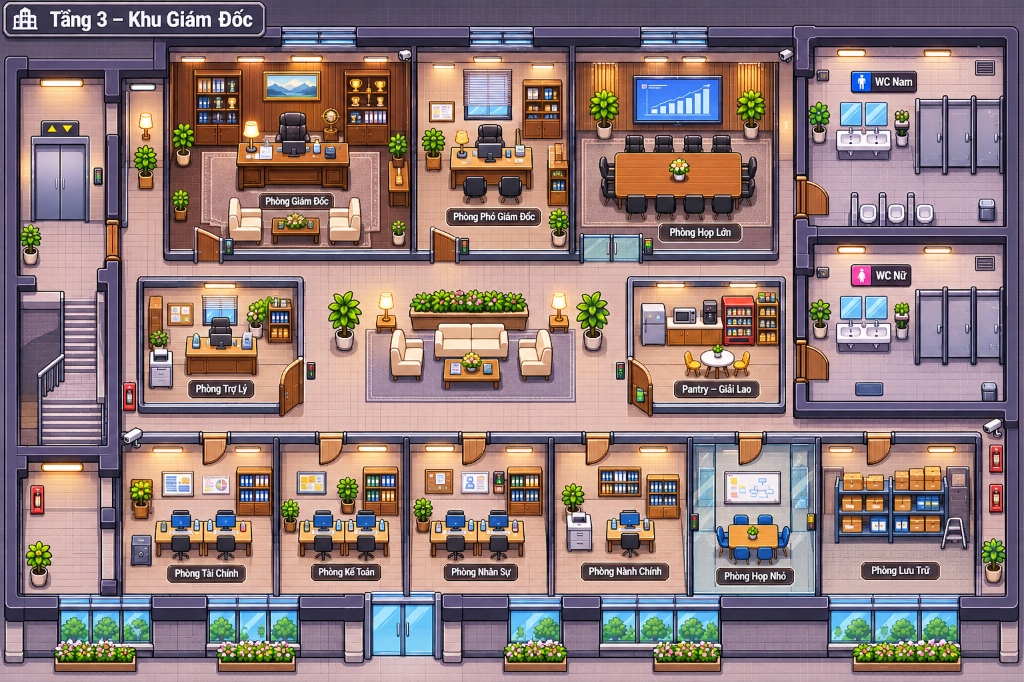 Tầng 3 – Khu Giám Đốc
WC Nam
Phòng Giám Đốc
Phòng Phó Giám Đốc
Phòng Họp Lớn
WC Nữ
Phòng Trợ Lý
Pantry – Giải Lao
Phòng Tài Chính
Phòng Kế Toán
Phòng Nhân Sự
Phòng Nành Chính
Phòng Họp Nhỏ
Phòng Lưu Trữ